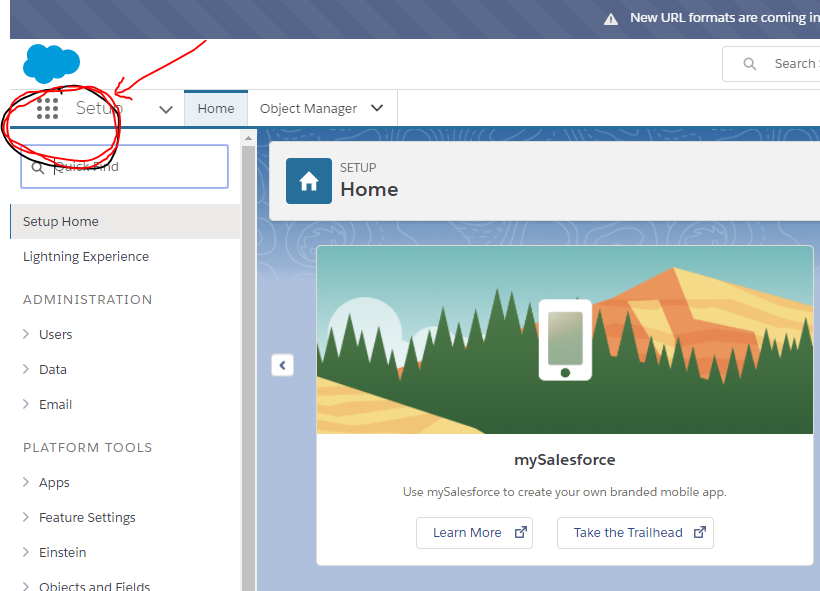 New URL formats are coming in
Search
Setup
Home
Object Manager
Quick Find
SETUP
Home
Setup Home
Lightning Experience
ADMINISTRATION
Users
Data
Email
PLATFORM TOOLS
Apps
Feature Settings
Einstein
Objects and Fields
mySalesforce
Use mySalesforce to create your own branded mobile app.
Learn More
Take the Trailhead